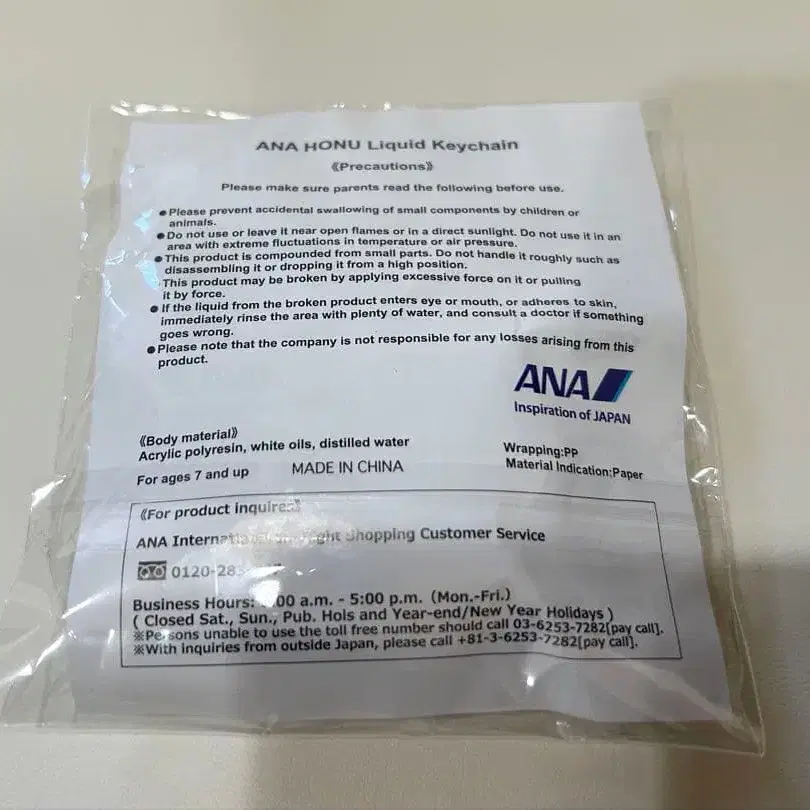 ANA HONU Liquid Keychain
《Precautions》
Please make sure parents read the following before use.
●Please prevent accidental swallowing of small components by children or
animals.
●Do not use or leave it near open flames or in a direct sunlight. Do not use it in an
area with extreme fluctuations in temperature or air pressure.
●This product is compounded from small parts. Do not handle it roughly such as
disassembling it or dropping it from a high position.
This product may be broken by applying excessive force on it or pulling
it by force.
●If the liquid from the broken product enters eye or mouth, or adheres to skin,
immediately rinse the area with plenty of water, and consult a doctor if something
goes wrong.
●Please note that the company is not responsible for any losses arising from this
product.
ANA
Inspiration of JAPAN
《Body material》
Acrylic polyresin, white oils, distilled water
For ages 7 and up
MADE IN CHINA
Wrapping:PP
Material Indication:Paper
《For product inquires》
ANA Shopping Customer Service
0120-28
Business Hours: :00 a.m. - 5:00 p.m. (Mon.-Fri.)
( Closed Sat., Sun., Pub. Hols and Year-end/New Year Holidays )
※Persons unable to use the toll free number should call 03-6253-7282[pay call].
※With inquiries from outside Japan, please call +81-3-6253-7282[pay call].